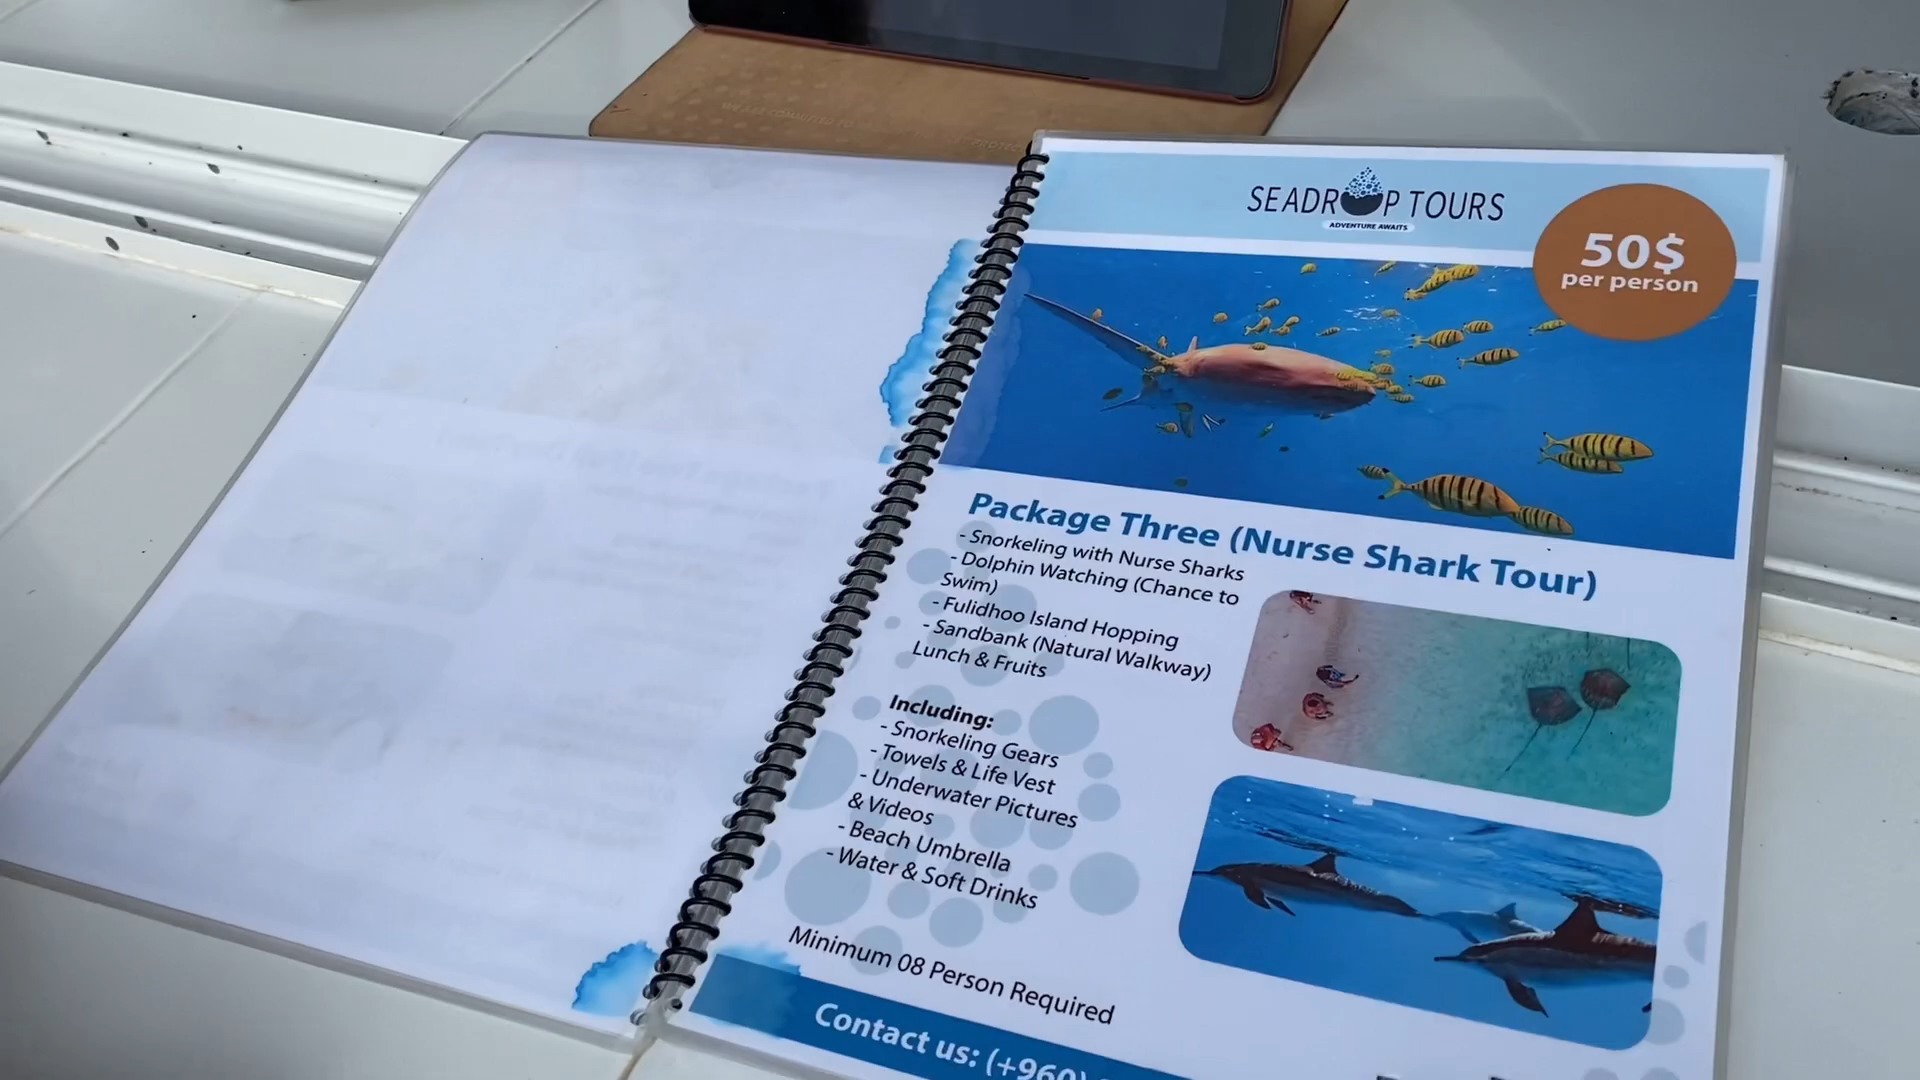 SEADROP TOURS
ADVENTURE AWAITS
50$
per person
Package Three (Nurse Shark Tour)
- Snorkeling with Nurse Sharks
- Dolphin Watching (Chance to
Swim)
- Fulidhoo Island Hopping
- Sandbank (Natural Walkway)
Lunch & Fruits
Including:
- Snorkeling Gears
- Towels & Life Vest
- Underwater Pictures
& Videos
- Beach Umbrella
- Water & Soft Drinks
Minimum 08 Person Required
Contact us: (+960)